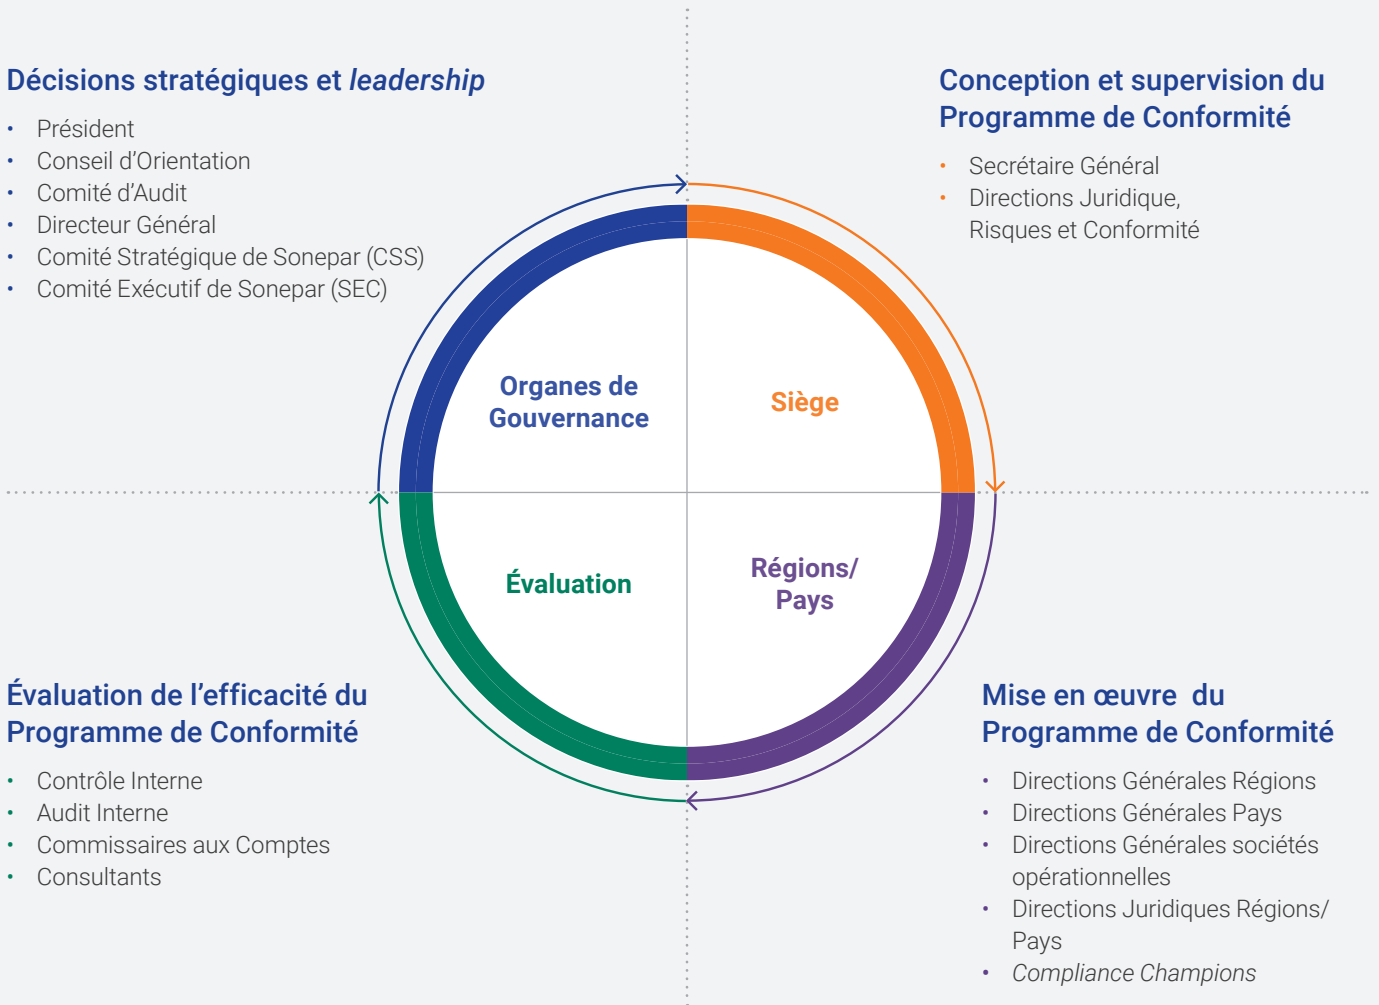 Décisions stratégiques et leadership
• Président
• Conseil d’Orientation
• Comité d’Audit
• Directeur Général
• Comité Stratégique de Sonepar (CSS)
• Comité Exécutif de Sonepar (SEC)
Conception et supervision du
Programme de Conformité
• Secrétaire Général
• Directions Juridique,
Risques et Conformité
Organes de
Gouvernance
Siège
Évaluation
Régions/
Pays
Évaluation de l’efficacité du
Programme de Conformité
• Contrôle Interne
• Audit Interne
• Commissaires aux Comptes
• Consultants
Mise en œuvre du
Programme de Conformité
• Directions Générales Régions
• Directions Générales Pays
• Directions Générales sociétés
opérationnelles
• Directions Juridiques Régions/
Pays
• Compliance Champions